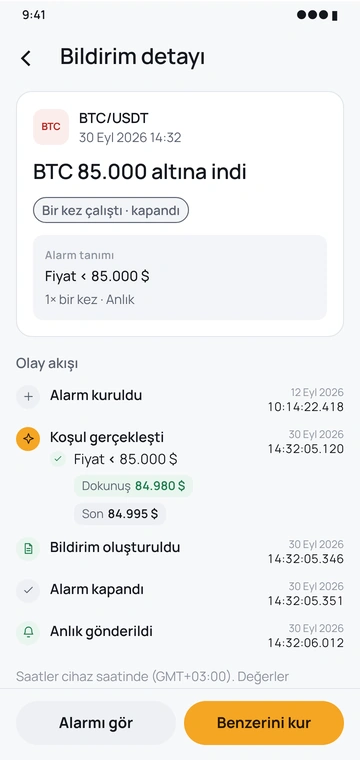 9:41
Bildirim detayı
BTC
BTC/USDT
30 Eyl 2026 14:32
BTC 85.000 altına indi
Bir kez çalıştı · kapandı
Alarm tanımı
Fiyat < 85.000 $
1× bir kez · Anlık
Olay akışı
Alarm kuruldu
12 Eyl 2026
10:14:22.418
Koşul gerçekleşti
30 Eyl 2026
14:32:05.120
Fiyat < 85.000 $
Dokunuş 84.980 $
Son 84.995 $
Bildirim oluşturuldu
30 Eyl 2026
14:32:05.346
Alarm kapandı
30 Eyl 2026
14:32:05.351
Anlık gönderildi
30 Eyl 2026
14:32:06.012
Saatler cihaz saatinde (GMT+03:00). Değerler
Alarmı gör
Benzerini kur